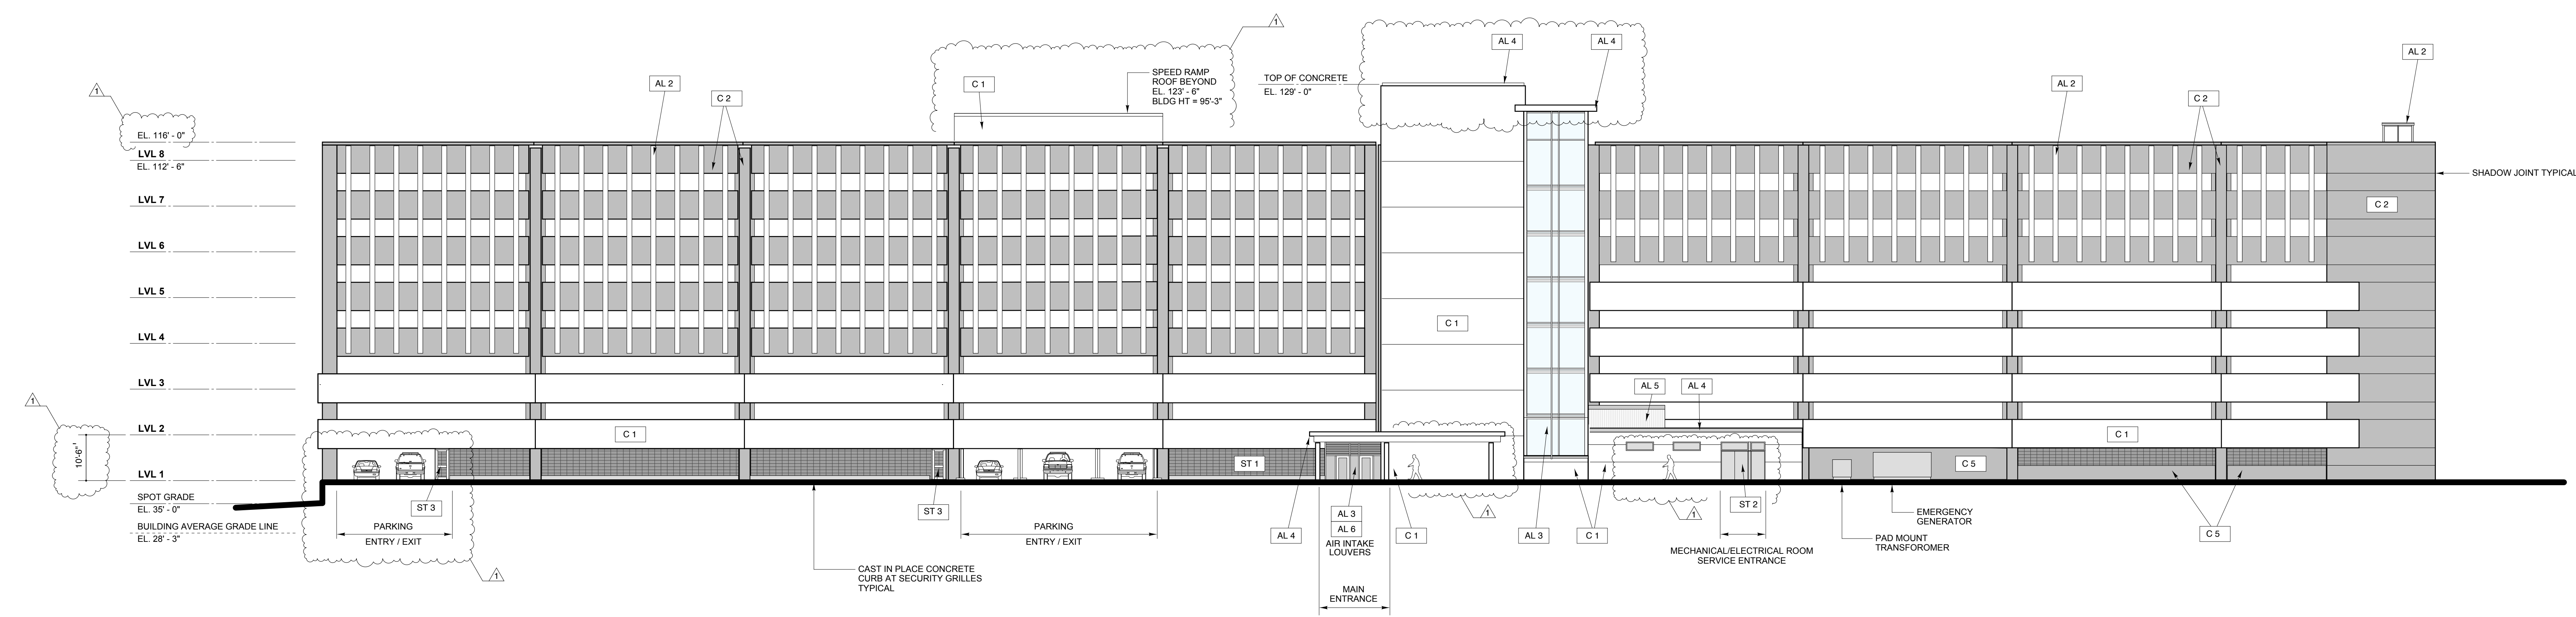 1
1
SPEED RAMP
ROOF BEYOND
EL. 123' - 6"
BLDG HT = 95'-3"
TOP OF CONCRETE
EL. 129' - 0"
AL 4
AL 4
AL 2
AL 2
C 2
C 1
AL 2
C 2
EL. 116' - 0"
LVL 8
EL. 112' - 6"
LVL 7
LVL 6
LVL 5
LVL 4
LVL 3
LVL 2
LVL 1
10'-6"
1
SHADOW JOINT TYPICAL
C 2
C 1
AL 5
AL 4
C 1
C 1
ST 1
C 5
SPOT GRADE
EL. 35' - 0"
BUILDING AVERAGE GRADE LINE
EL. 28' - 3"
ST 3
ST 3
ST 2
PARKING
ENTRY / EXIT
PARKING
ENTRY / EXIT
AL 4
AL 3
AL 6
AIR INTAKE
LOUVERS
C 1
1
AL 3
C 1
1
MECHANICAL/ELECTRICAL ROOM
SERVICE ENTRANCE
EMERGENCY
GENERATOR
PAD MOUNT
TRANSFOROMER
C 5
1
CAST IN PLACE CONCRETE
CURB AT SECURITY GRILLES
TYPICAL
MAIN
ENTRANCE